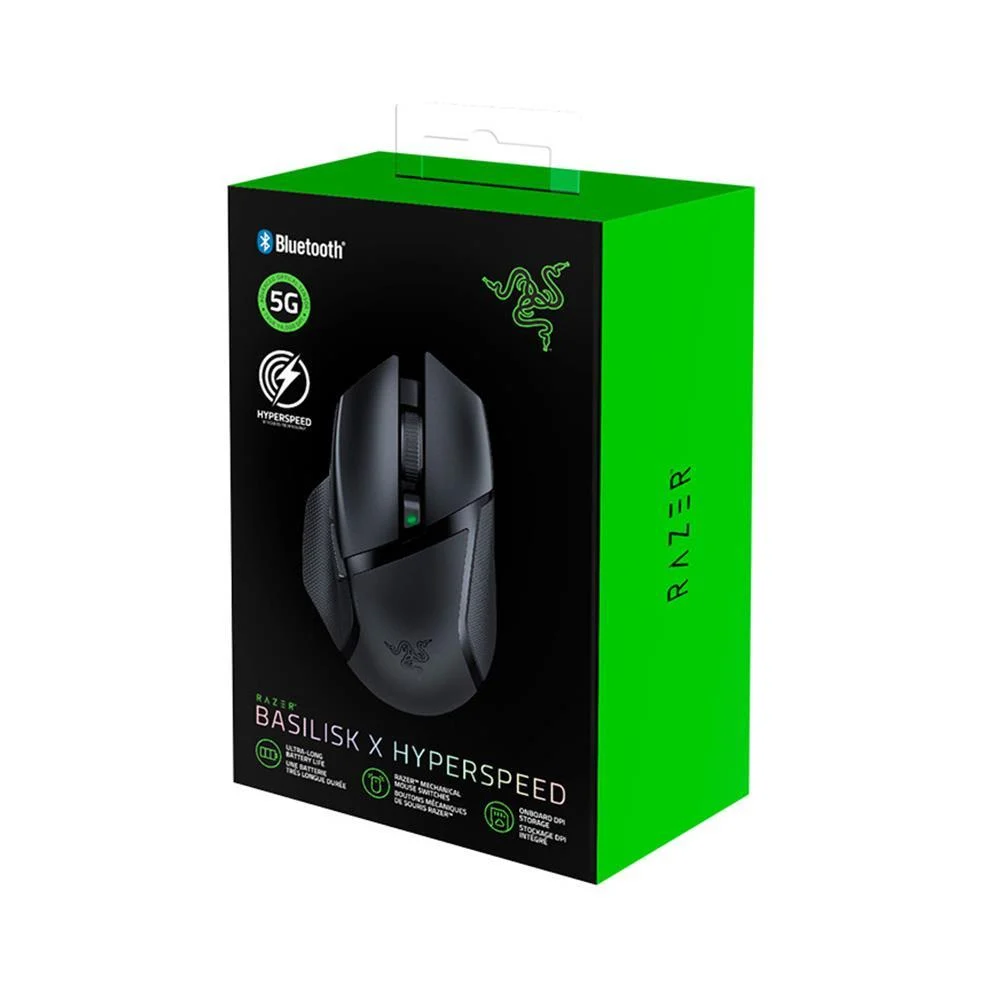 Bluetooth®
5G
HYPERSPEED
RAZER
RAZER™
BASILISK X HYPERSPEED
ULTRA-LONG
BATTERY LIFE
UNE BATTERIE
TRÈS LONGUE DURÉE
RAZER™ MECHANICAL
MOUSE SWITCHES
BOUTONS MÉCANIQUES
DE SOURIS RAZER™
ONBOARD DPI
STORAGE
STOCKAGE DPI
INTÉGRÉ